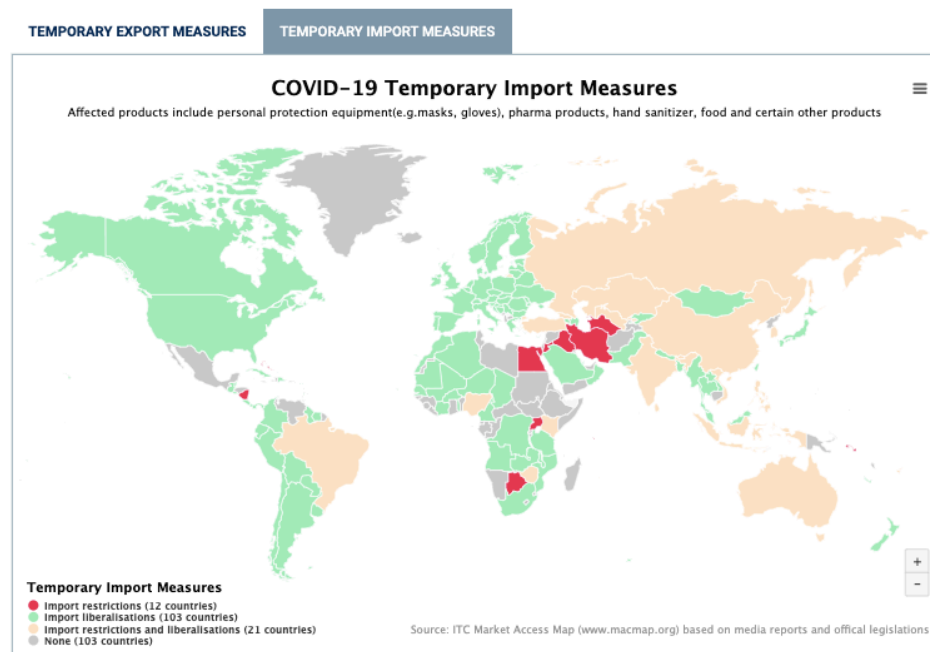 TEMPORARY EXPORT MEASURES
TEMPORARY IMPORT MEASURES
COVID-19 Temporary Import Measures
Affected products include personal protection equipment(e.g.masks, gloves), pharma products, hand sanitizer, food and certain other products
+
−
Temporary Import Measures
Import restrictions (12 countries)
Import liberalisations (103 countries)
Import restrictions and liberalisations (21 countries)
None (103 countries)
Source: ITC Market Access Map (www.macmap.org) based on media reports and offical legislations